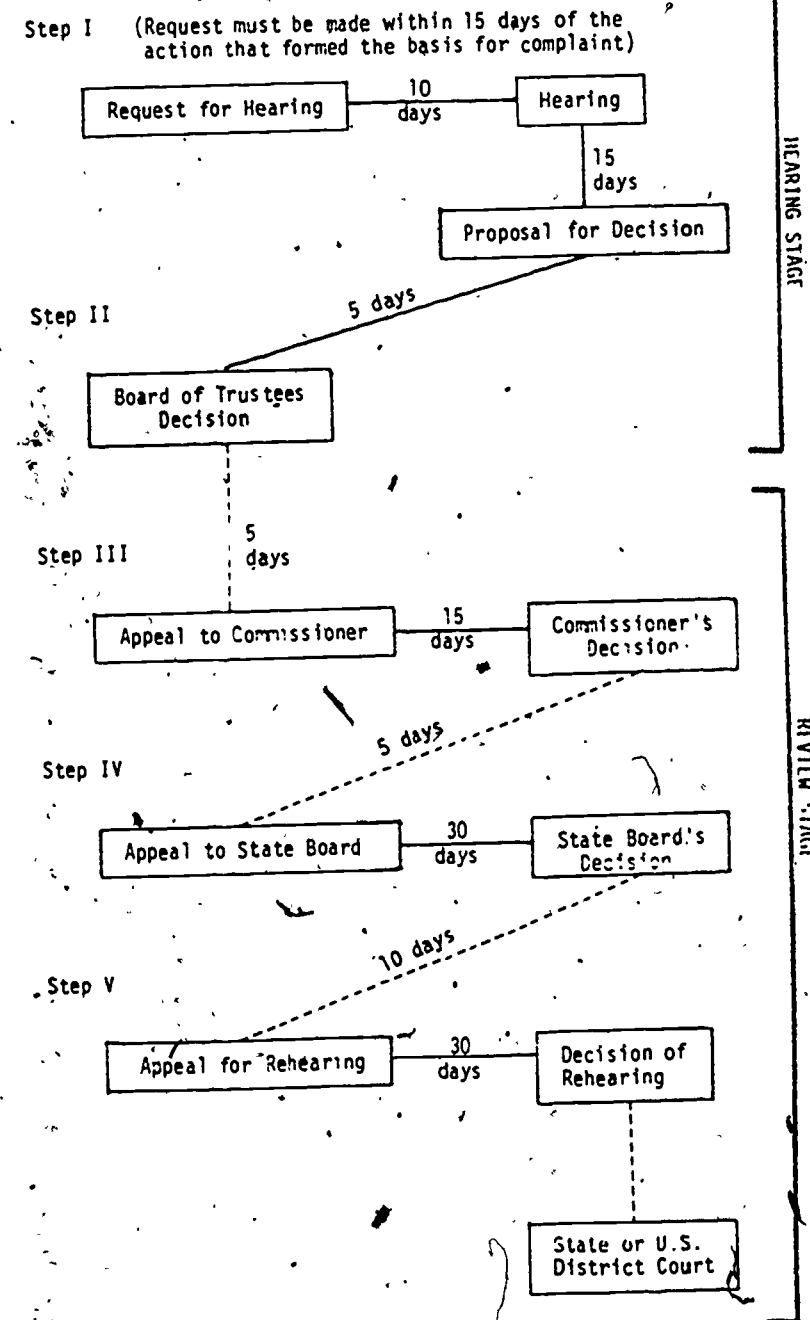 Step I (Request must be made within 15 days of the
action that formed the basis for complaint)
Request for Hearing
10
days
Hearing
15
days
Proposal for Decision
HEARING STAGE
5 days
Step II
Board of Trustees
Decision
5
days
Step III
Appeal to Commissioner
15
days
Commissioner's
Decision
5 days
Step IV
Appeal to State Board
30
days
State Board's
Decision
REVIEW STAGE
10 days
Step V
Appeal for Rehearing
30
days
Decision of
Rehearing
State or U.S.
District Court